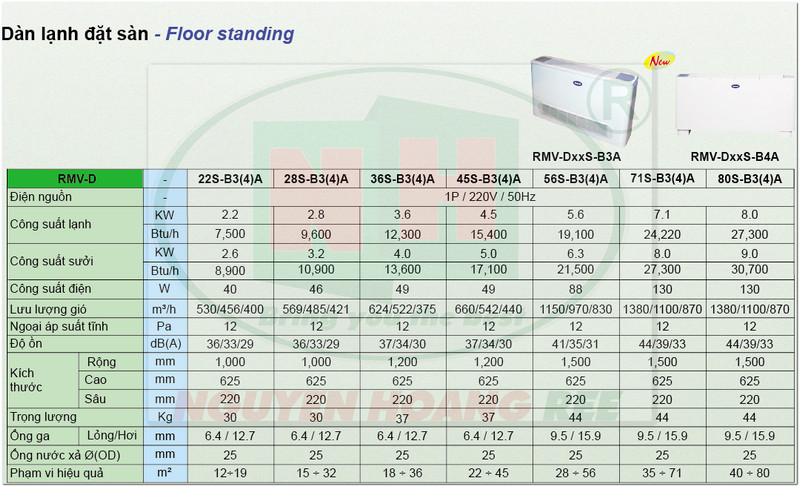 Dàn lạnh đặt sàn - Floor standing
New
RMV-DxxS-B3A RMV-DxxS-B4A
RMV-D - 22S-B3(4)A 28S-B3(4)A 36S-B3(4)A 45S-B3(4)A 56S-B3(4)A 71S-B3(4)A 80S-B3(4)A
Điện nguồn - 1P / 220V / 50Hz
Công suất lạnh KW 2.2 2.8 3.6 4.5 5.6 7.1 8.0
Btu/h 7,500 9,600 12,300 15,400 19,100 24,220 27,300
Công suất sưởi KW 2.6 3.2 4.0 5.0 6.3 8.0 9.0
Btu/h 8,900 10,900 13,600 17,100 21,500 27,300 30,700
Công suất điện W 40 46 49 49 88 130 130
Lưu lượng gió m³/h 530/456/400 569/485/421 624/522/375 660/542/440 1150/970/830 1380/1100/870 1380/1100/870
Ngoại áp suất tĩnh Pa 12 12 12 12 12 12 12
Độ ồn dB(A) 36/33/29 36/33/29 37/34/30 37/34/30 41/35/31 44/39/33 44/39/33
Kích thước Rộng mm 1,000 1,000 1,200 1,200 1,500 1,500 1,500
Cao mm 625 625 625 625 625 625 625
Sâu mm 220 220 220 220 220 220 220
Trọng lượng Kg 30 30 37 37 44 44 44
Ống ga Lỏng/Hơi mm 6.4 / 12.7 6.4 / 12.7 6.4 / 12.7 6.4 / 12.7 9.5 / 15.9 9.5 / 15.9 9.5 / 15.9
Ống nước xả Ø(OD) mm 25 25 25 25 25 25 25
Phạm vi hiệu quả m² 12÷19 15 ÷ 32 18 ÷ 36 22 ÷ 45 28 ÷ 56 35 ÷ 71 40 ÷ 80
NH
®
NGUYEN HOANG REE